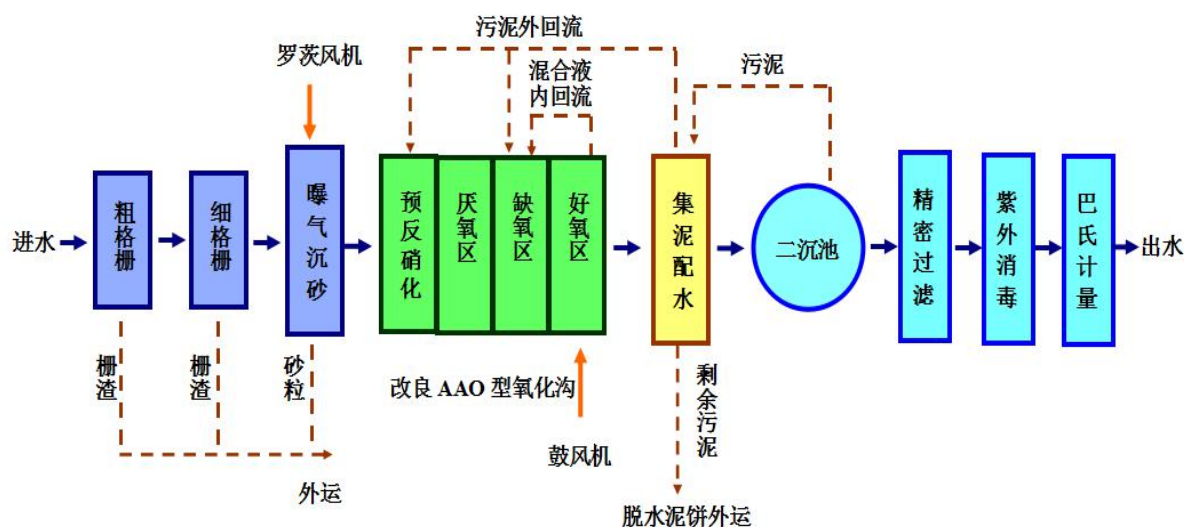 污泥外回流
罗茨风机
混合液
内回流
污泥
进水
粗格栅
细格栅
曝气沉砂
预反硝化
厌氧区
缺氧区
好氧区
集泥配水
二沉池
精密过滤
紫外消毒
巴氏计量
出水
栅渣
栅渣
砂粒
改良 AAO 型氧化沟
剩余污泥
鼓风机
外运
脱水泥饼外运